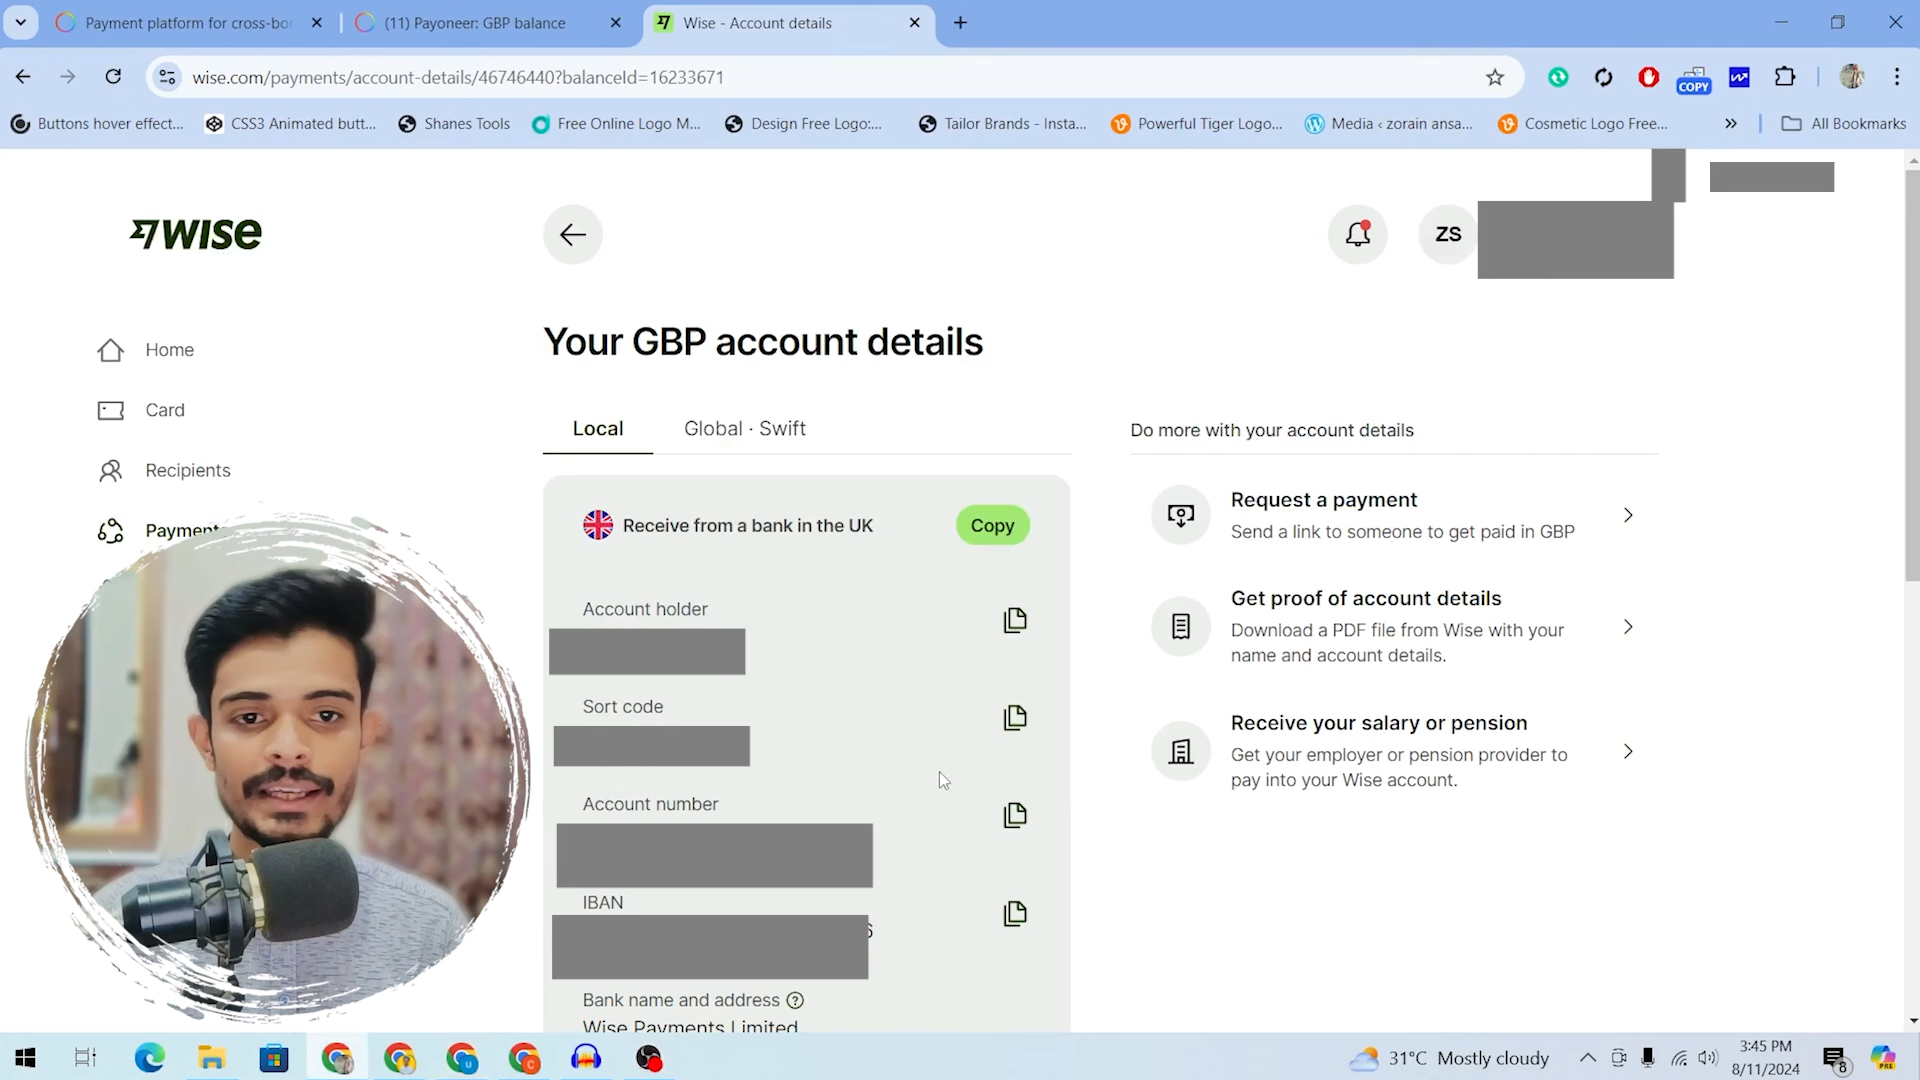 Payment platform for cross-bor
(11) Payoneer: GBP balance
Wise - Account details
wise.com/payments/account-details/46746440?balanceId=16233671
COPY
Buttons hover effect...
CSS3 Animated butt...
Shanes Tools
Free Online Logo M...
Design Free Logo:...
Tailor Brands - Insta...
Powerful Tiger Logo...
Media ‹ zorain ansa...
Cosmetic Logo Free...
All Bookmarks
WISE
ZS
Home
Card
Recipients
Payments
Your GBP account details
Local
Global · Swift
Receive from a bank in the UK
Copy
Account holder
Sort code
Account number
IBAN
Bank name and address
Wise Payments Limited
Do more with your account details
Request a payment
Send a link to someone to get paid in GBP
Get proof of account details
Download a PDF file from Wise with your
name and account details.
Receive your salary or pension
Get your employer or pension provider to
pay into your Wise account.
31°C Mostly cloudy
3:45 PM
8/11/2024
8
PRE